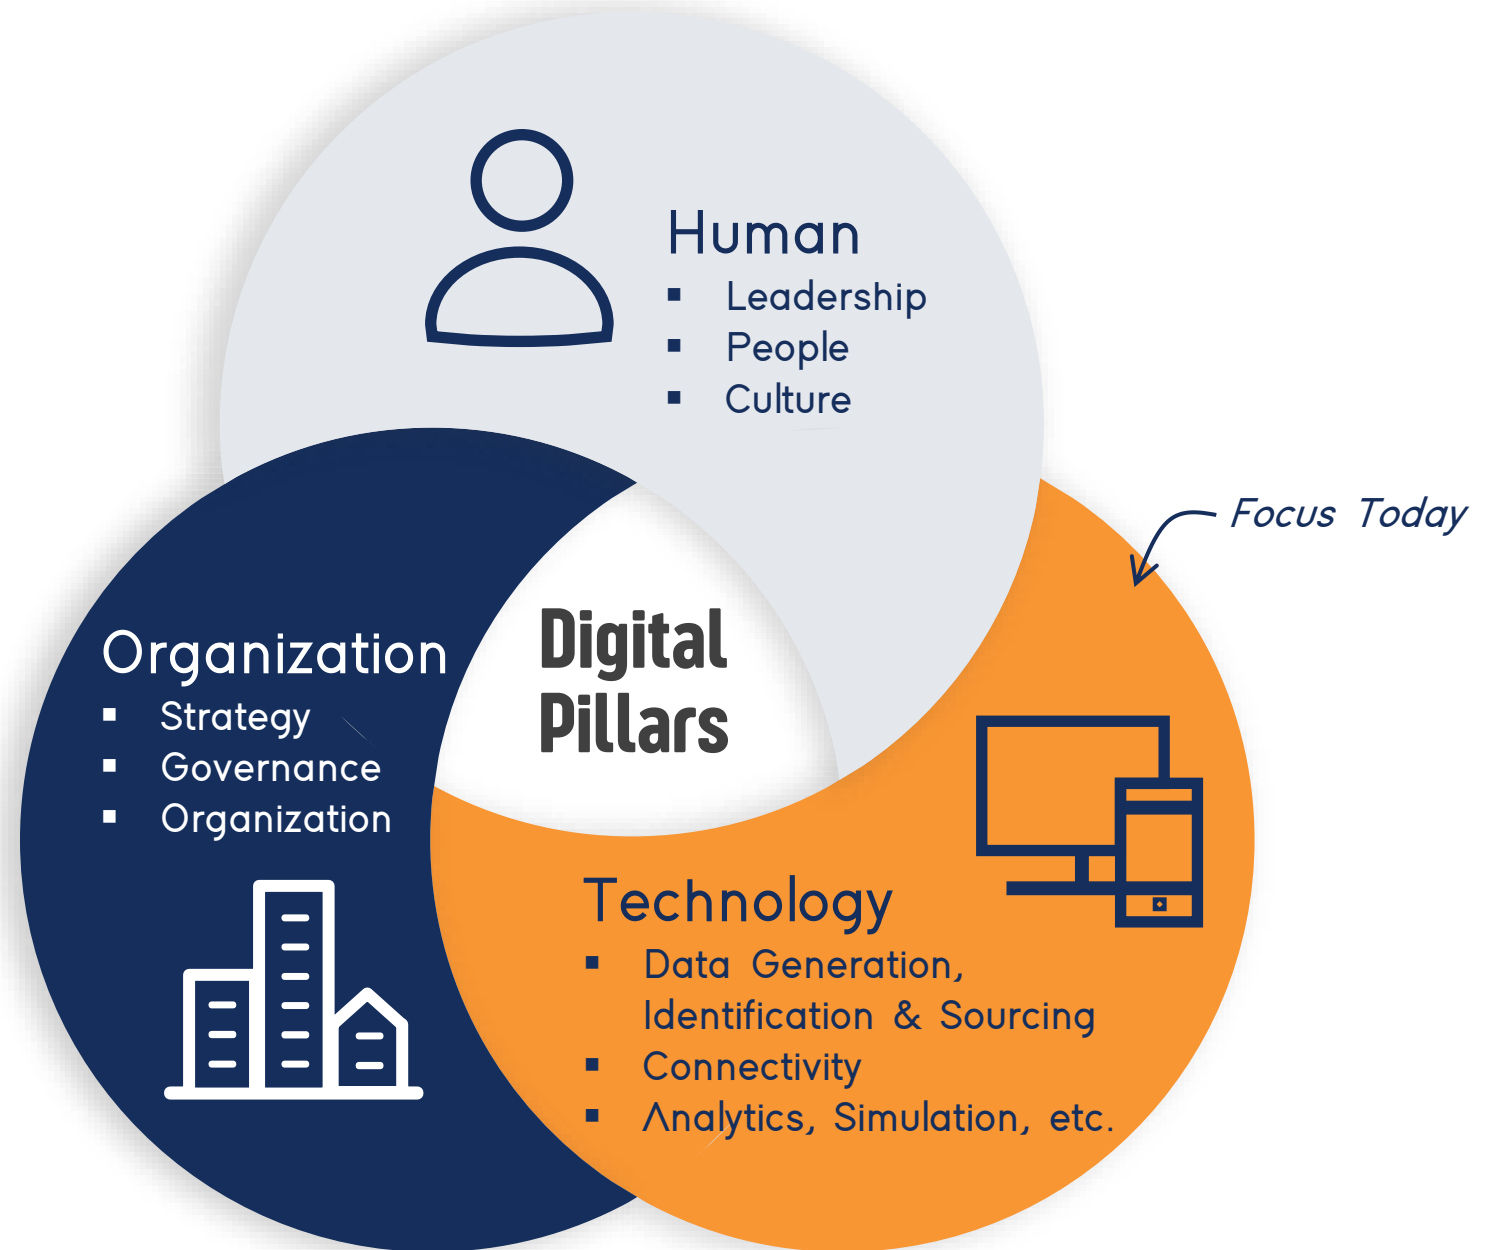 Human
▪ Leadership
▪ People
▪ Culture
Focus Today
Digital
Pillars
Organization
▪ Strategy
▪ Governance
▪ Organization
Technology
▪ Data Generation,
Identification & Sourcing
▪ Connectivity
▪ Analytics, Simulation, etc.